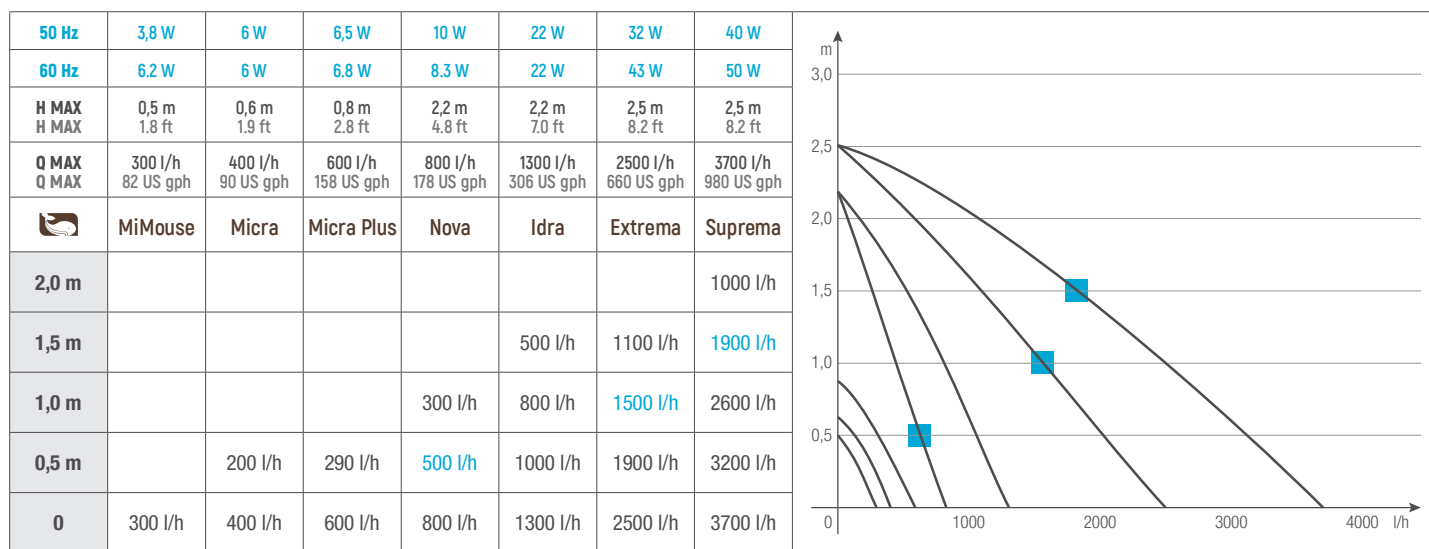 50 Hz 3,8 W 6 W 6,5 W 10 W 22 W 32 W 40 W
60 Hz 6.2 W 6 W 6.8 W 8.3 W 22 W 43 W 50 W
H MAX 0,5 m 0,6 m 0,8 m 2,2 m 2,2 m 2,5 m 2,5 m
H MAX 1.8 ft 1.9 ft 2.8 ft 4.8 ft 7.0 ft 8.2 ft 8.2 ft
Q MAX 300 l/h 400 l/h 600 l/h 800 l/h 1300 l/h 2500 l/h 3700 l/h
Q MAX 82 US gph 90 US gph 158 US gph 178 US gph 306 US gph 660 US gph 980 US gph
MiMouse Micra Micra Plus Nova Idra Extrema Suprema
2,0 m 1000 l/h
1,5 m 500 l/h 1100 l/h 1900 l/h
1,0 m 300 l/h 800 l/h 1500 l/h 2600 l/h
0,5 m 200 l/h 290 l/h 500 l/h 1000 l/h 1900 l/h 3200 l/h
0 300 l/h 400 l/h 600 l/h 800 l/h 1300 l/h 2500 l/h 3700 l/h
m
3,0
2,5
2,0
1,5
1,0
0,5
0 1000 2000 3000 4000 l/h